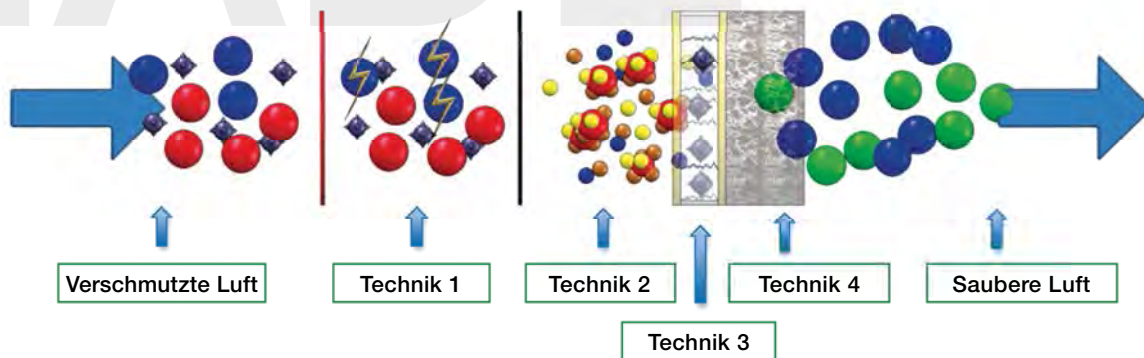 Verschmutzte Luft
Technik 1
Technik 2
Technik 3
Technik 4
Saubere Luft